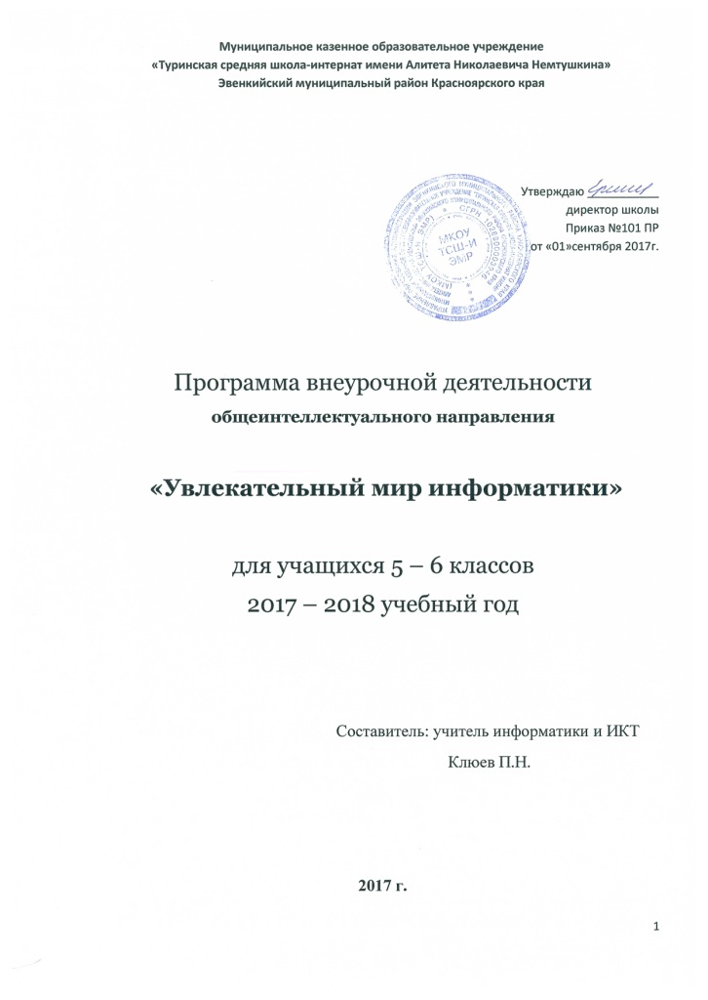 Муниципальное казенное образовательное учреждение
«Туринская средняя школа-интернат имени Алитета Николаевича Немтушкина»
Эвенкийский муниципальный район Красноярского края
Утверждаю
директор школы
Приказ №101 ПР
от «01»сентября 2017г.
МКОУ
ТСШ-И
ЭМР
Программа внеурочной деятельности
общеинтеллектуального направления
«Увлекательный мир информатики»
для учащихся 5 – 6 классов
2017 – 2018 учебный год
Составитель: учитель информатики и ИКТ
Клюев П.Н.
2017 г.
1